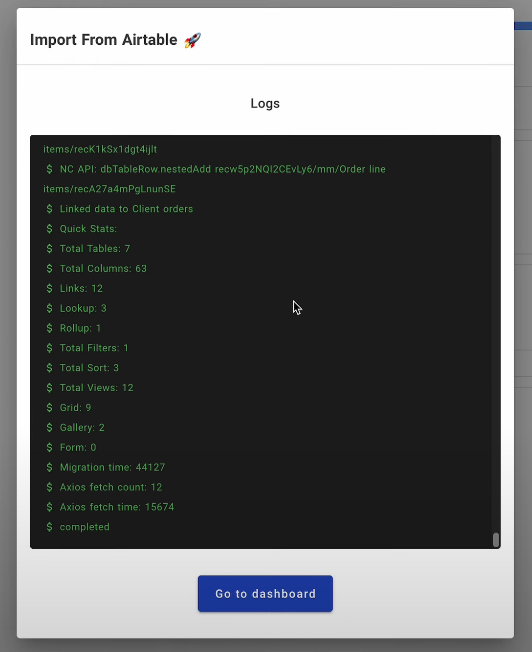 Import From Airtable 🚀
Logs
items/recK1kSx1dgt4ijlt
$ NC API: dbTableRow.nestedAdd recw5p2NQI2CEvLy6/mm/Order line
items/recA27a4mPgLnunSE
$ Linked data to Client orders
$ Quick Stats:
$ Total Tables: 7
$ Total Columns: 63
$ Links: 12
$ Lookup: 3
$ Rollup: 1
$ Total Filters: 1
$ Total Sort: 3
$ Total Views: 12
$ Grid: 9
$ Gallery: 2
$ Form: 0
$ Migration time: 44127
$ Axios fetch count: 12
$ Axios fetch time: 15674
$ completed
Go to dashboard